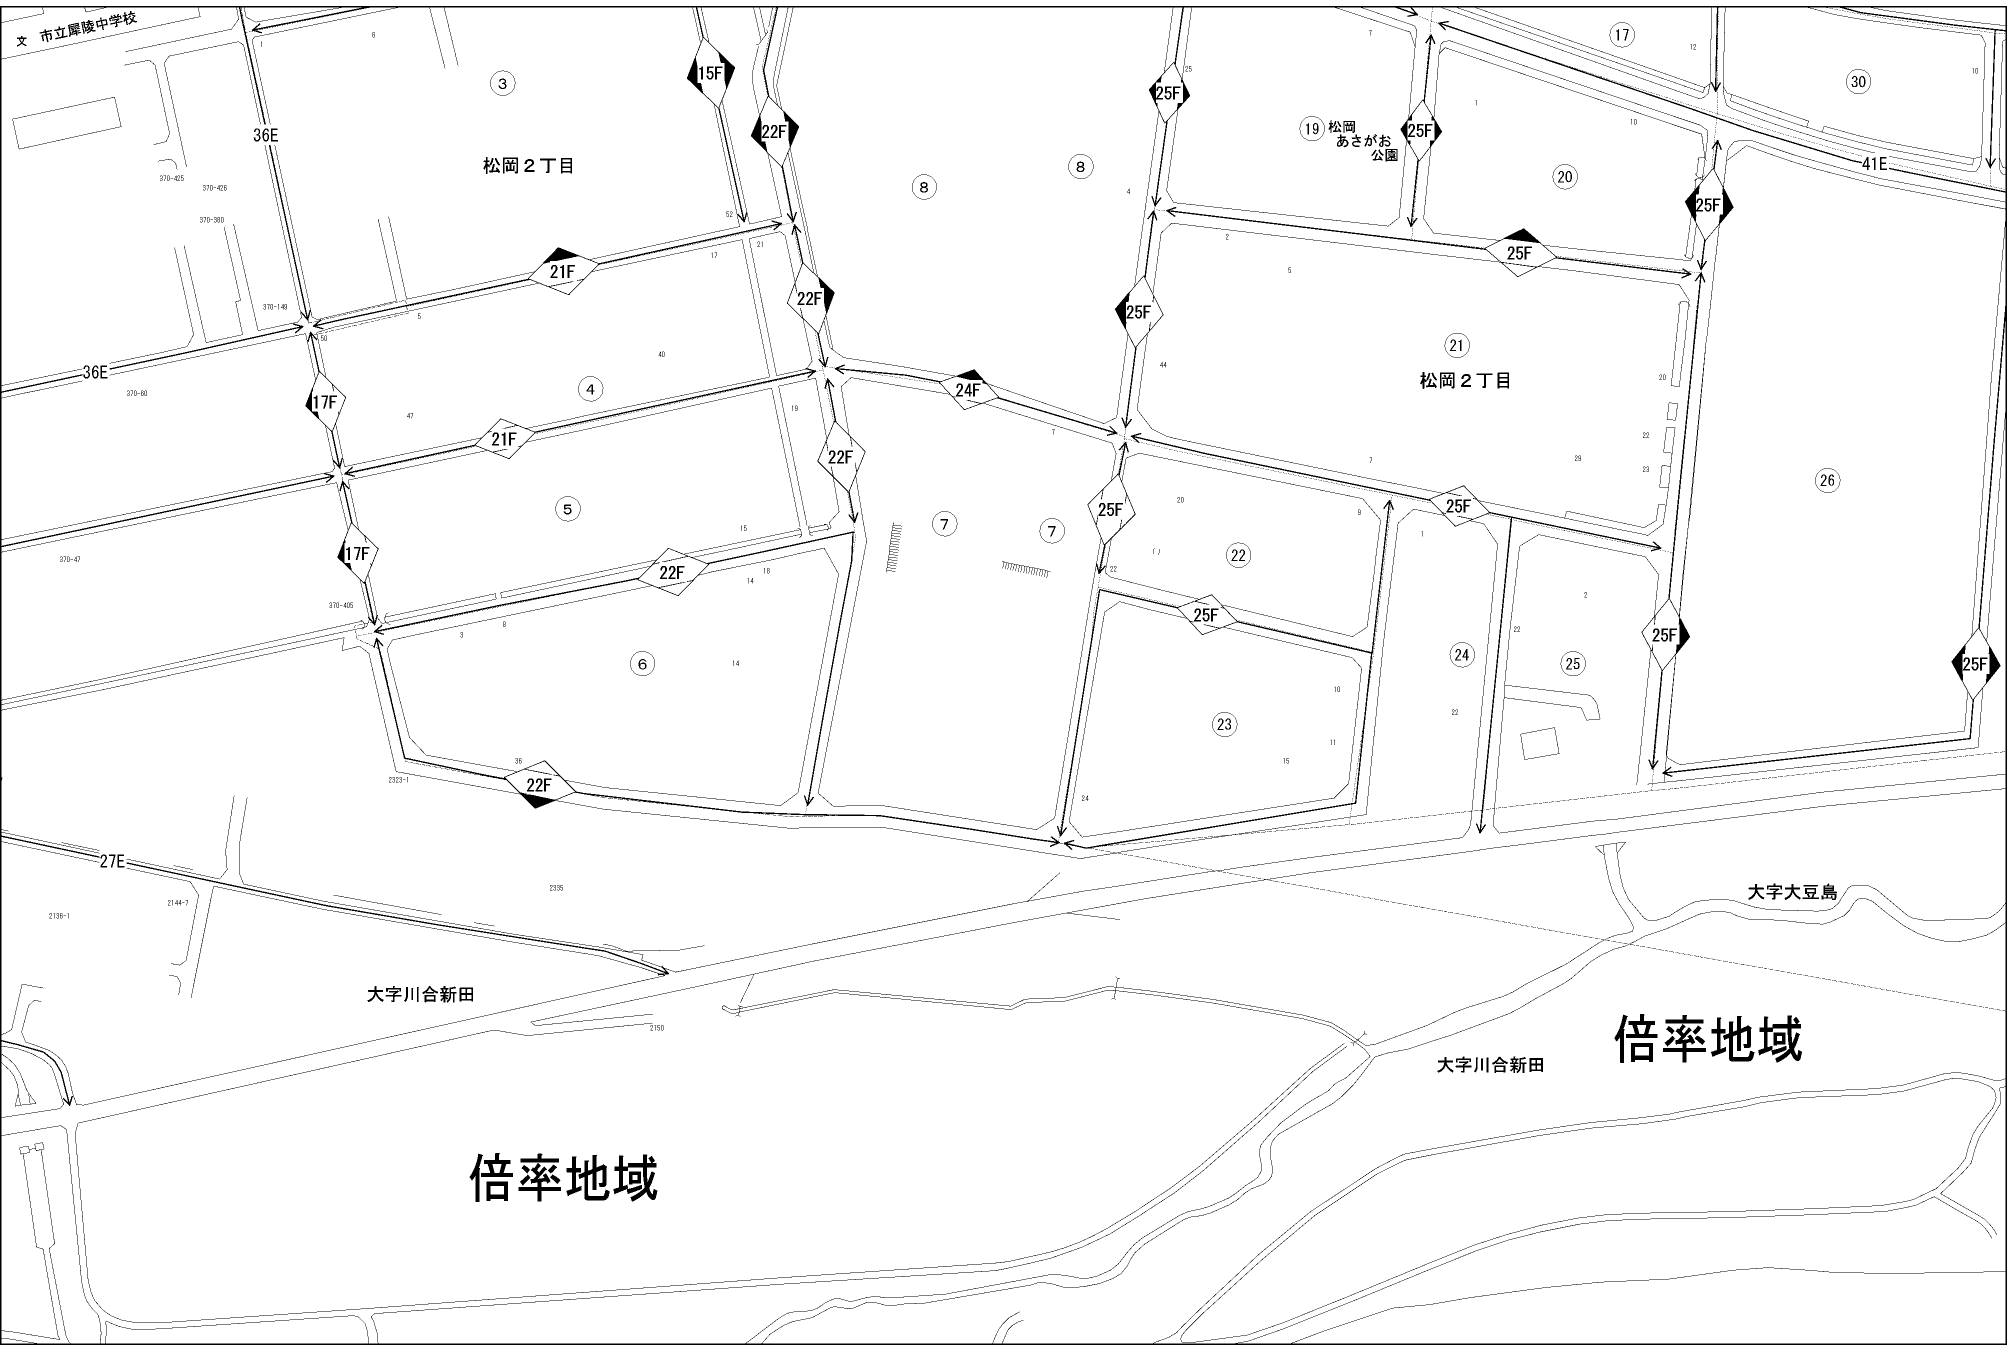 文 市立犀陵中学校
1
6
③
15F
25
7
25F
17
12
10
30
36E
22F
19 松岡
あさがお
公園
25F
1
10
41E
松岡2丁目
8
8
20
370-425
370-426
370-380
52
4
25F
21
17
2
25F
21F
5
370-149
22F
25F
50
5
40
44
21
松岡2丁目
36E
370-60
4
24F
20
17F
47
19
7
22
21F
22F
7
29
23
26
5
25F
20
9
25F
15
7
7
1
17F
22
370-47
22F
18
14
22
2
370-405
3
8
25F
22
25F
6
14
24
25
25F
10
23
22
11
36
15
2323-1
22F
24
27E
2335
2144-7
2136-1
大字大豆島
大字川合新田
2150
倍率地域
大字川合新田
倍率地域